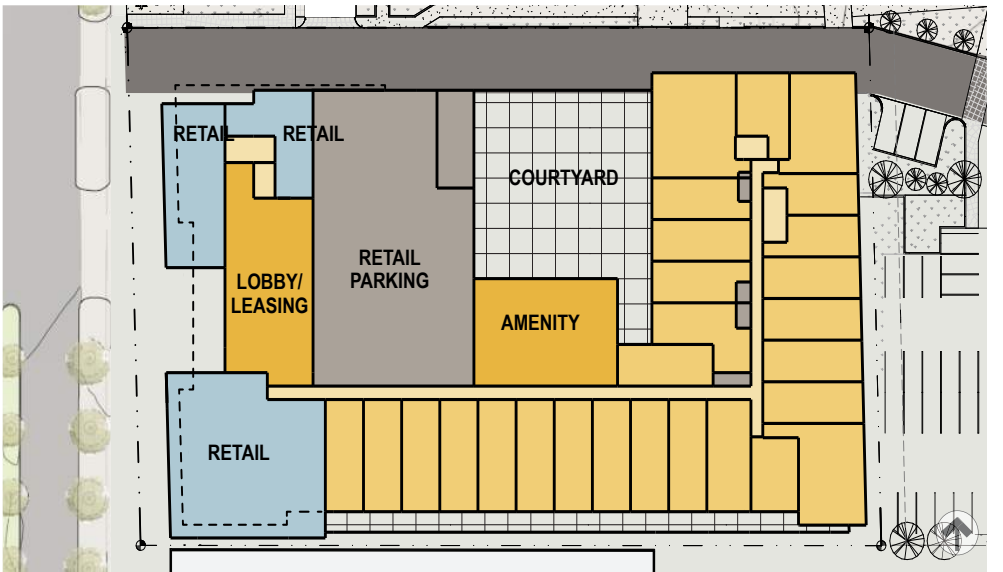 RETAIL
RETAIL
COURTYARD
RETAIL
PARKING
LOBBY/
LEASING
AMENITY
RETAIL